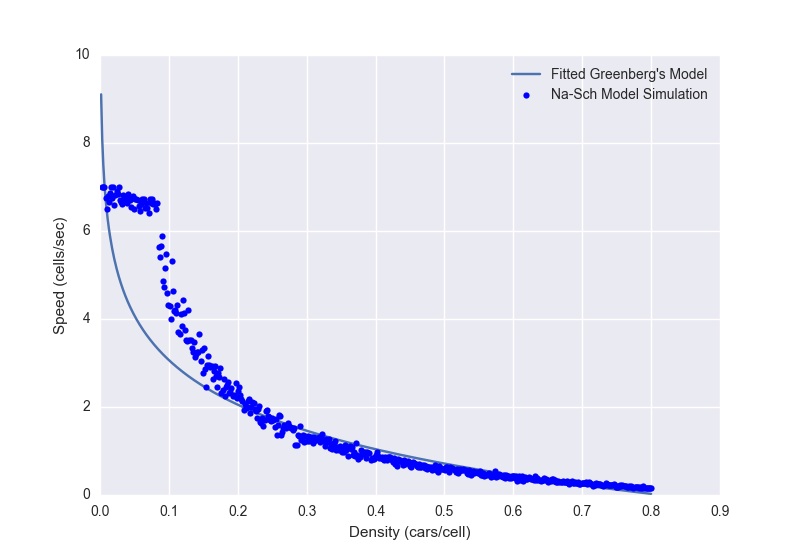 10
8
6
4
2
0
0.0 0.1 0.2 0.3 0.4 0.5 0.6 0.7 0.8 0.9
Speed (cells/sec)
Density (cars/cell)
Fitted Greenberg's Model
Na-Sch Model Simulation